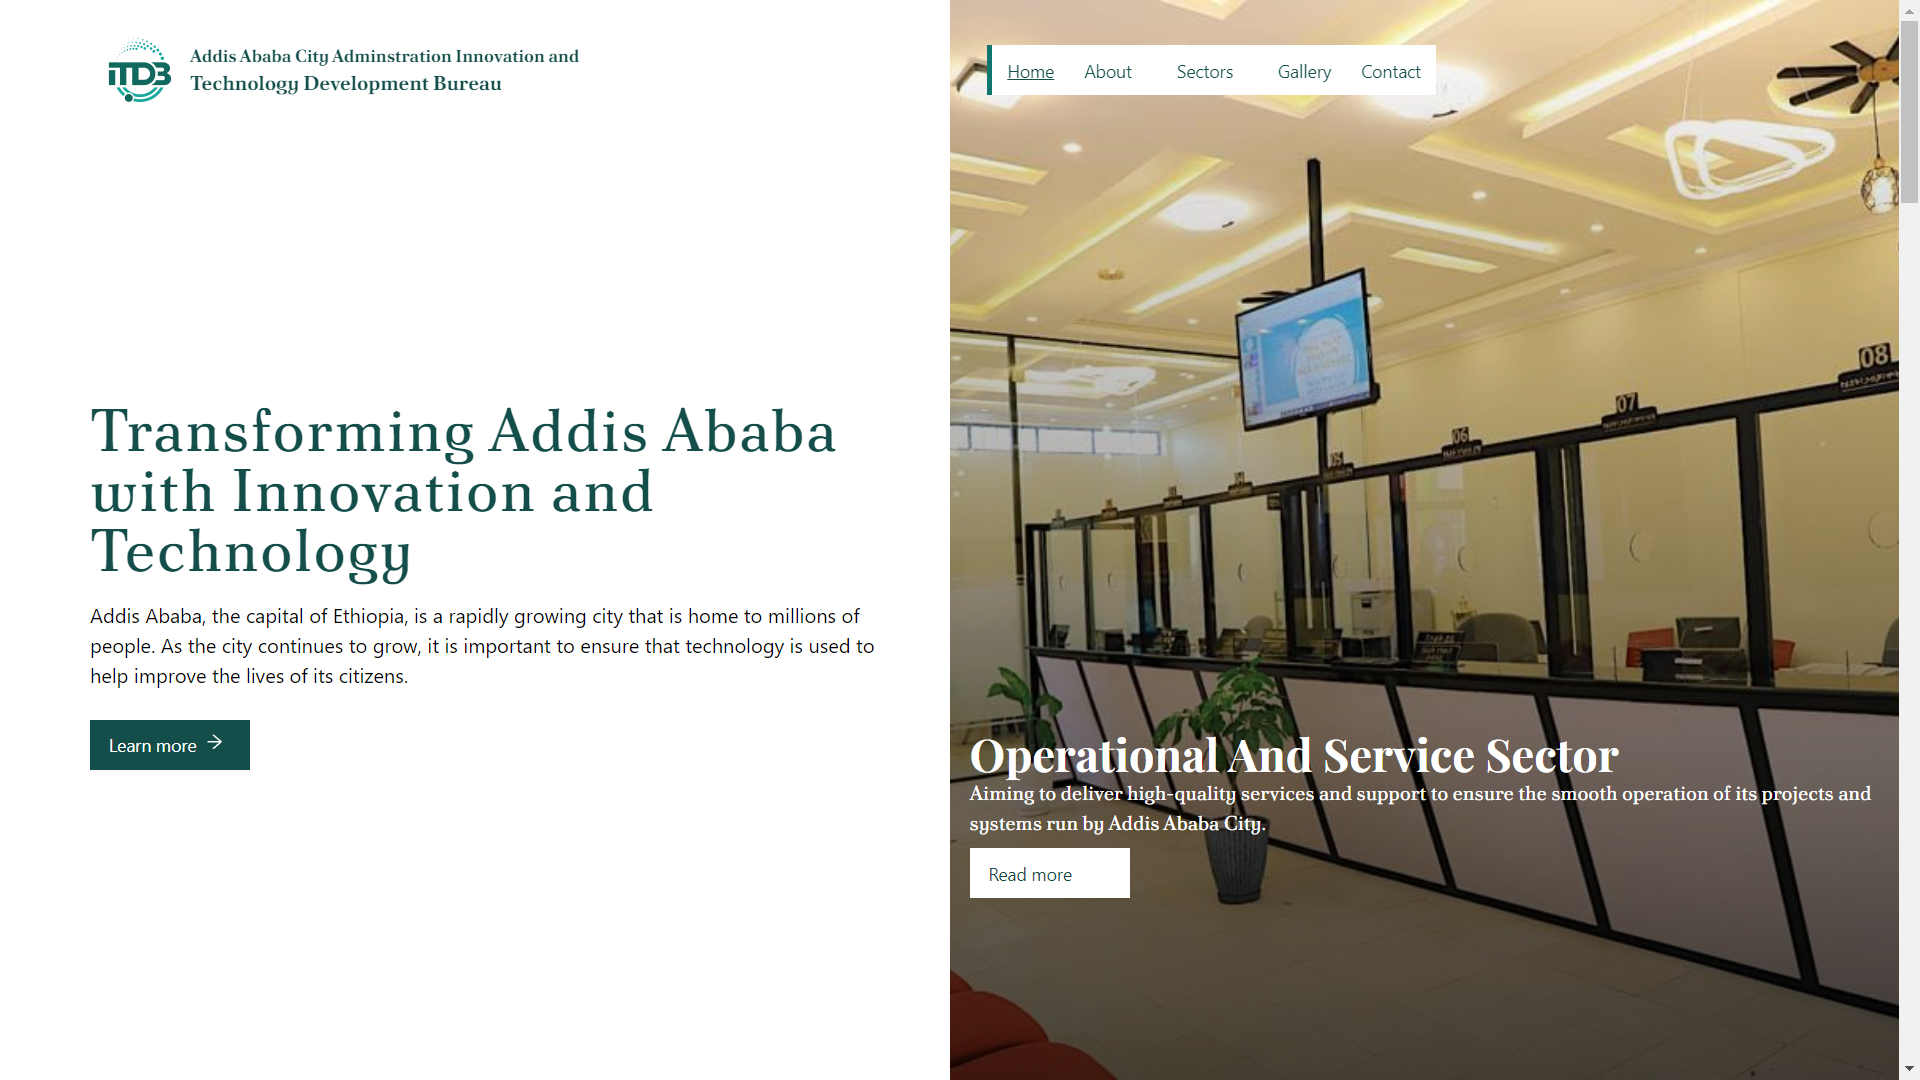 iTDB
Addis Ababa City Adminstration Innovation and
Technology Development Bureau
Home
About
Sectors
Gallery
Contact
Transforming Addis Ababa
with Innovation and
Technology
Addis Ababa, the capital of Ethiopia, is a rapidly growing city that is home to millions of
people. As the city continues to grow, it is important to ensure that technology is used to
help improve the lives of its citizens.
Learn more
08
07
06
05
Operational And Service Sector
Aiming to deliver high-quality services and support to ensure the smooth operation of its projects and
systems run by Addis Ababa City.
Read more